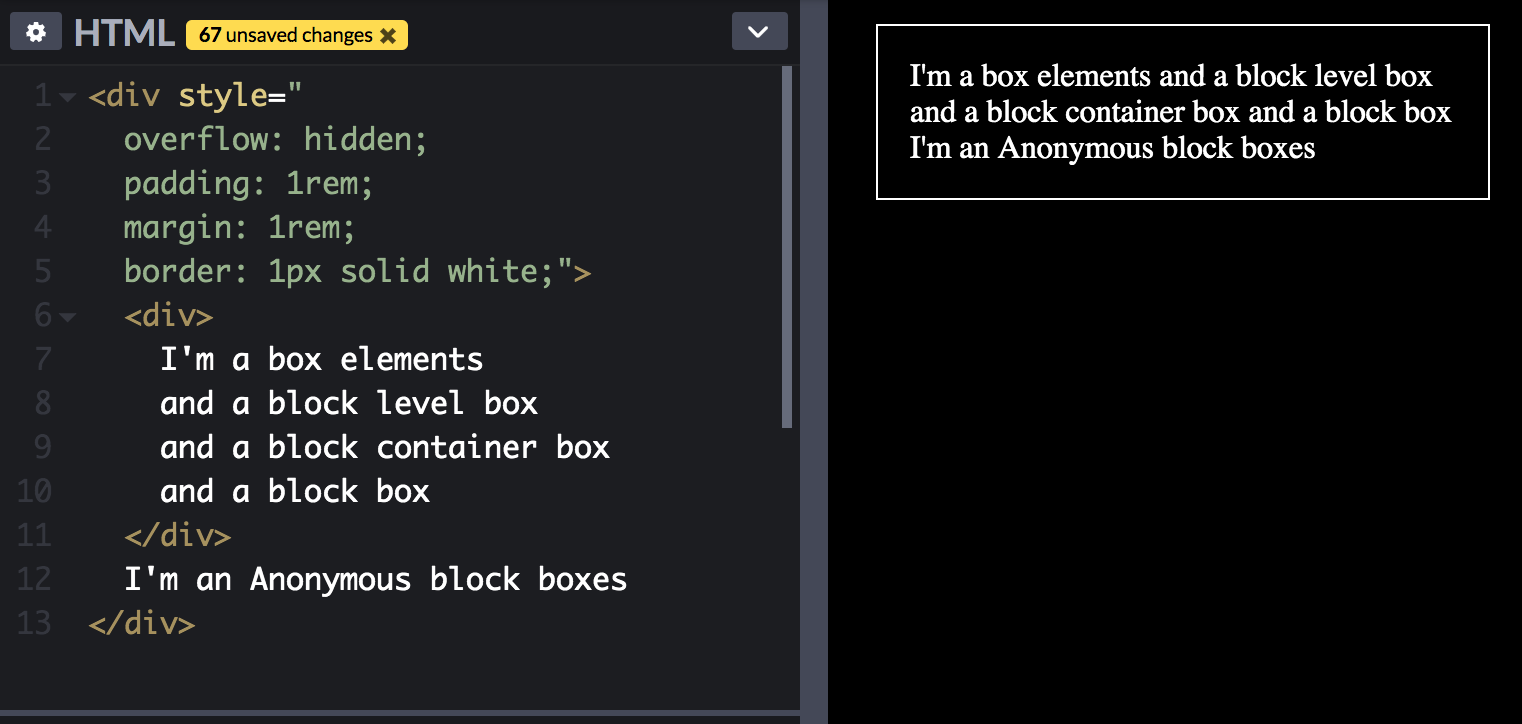 HTML 67 unsaved changes ✖
1 <div style="
2 overflow: hidden;
3 padding: 1rem;
4 margin: 1rem;
5 border: 1px solid white;">
6 <div>
7 I'm a box elements
8 and a block level box
9 and a block container box
10 and a block box
11 </div>
12 I'm an Anonymous block boxes
13 </div>
I'm a box elements and a block level box
and a block container box and a block box
I'm an Anonymous block boxes